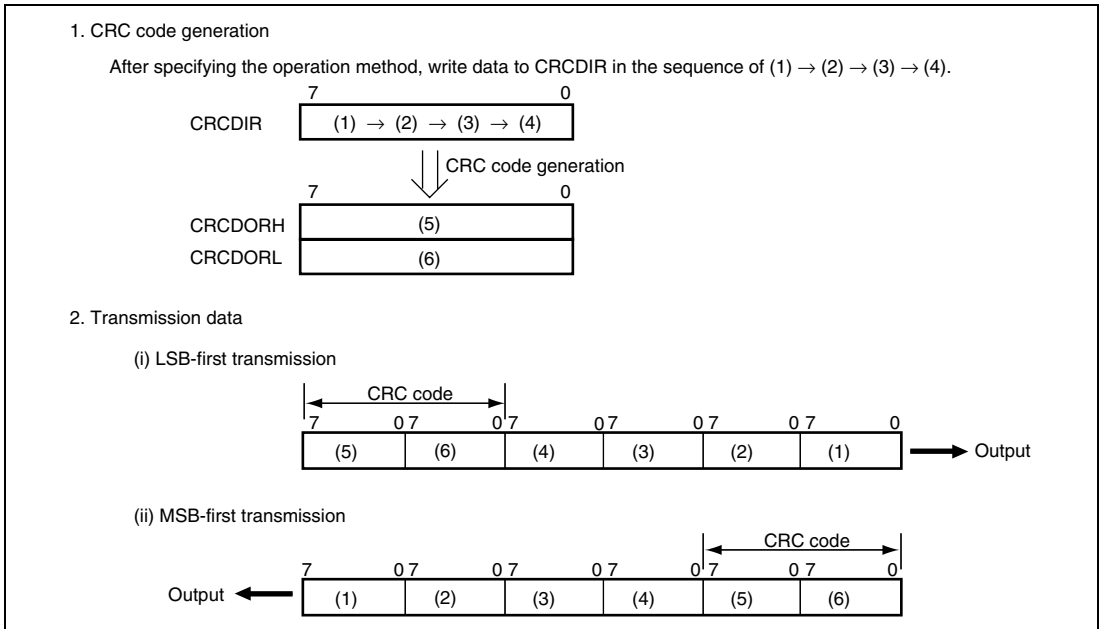 1. CRC code generation
After specifying the operation method, write data to CRCDIR in the sequence of (1) → (2) → (3) → (4).
7 0
CRCDIR (1) → (2) → (3) → (4)
CRC code generation
7 0
CRCDORH (5)
CRCDORL (6)
2. Transmission data
(i) LSB-first transmission
CRC code
7 0 7 0 7 0 7 0 7 0 7 0
(5) (6) (4) (3) (2) (1) Output
(ii) MSB-first transmission
CRC code
7 0 7 0 7 0 7 0 7 0 7 0
Output (1) (2) (3) (4) (5) (6)